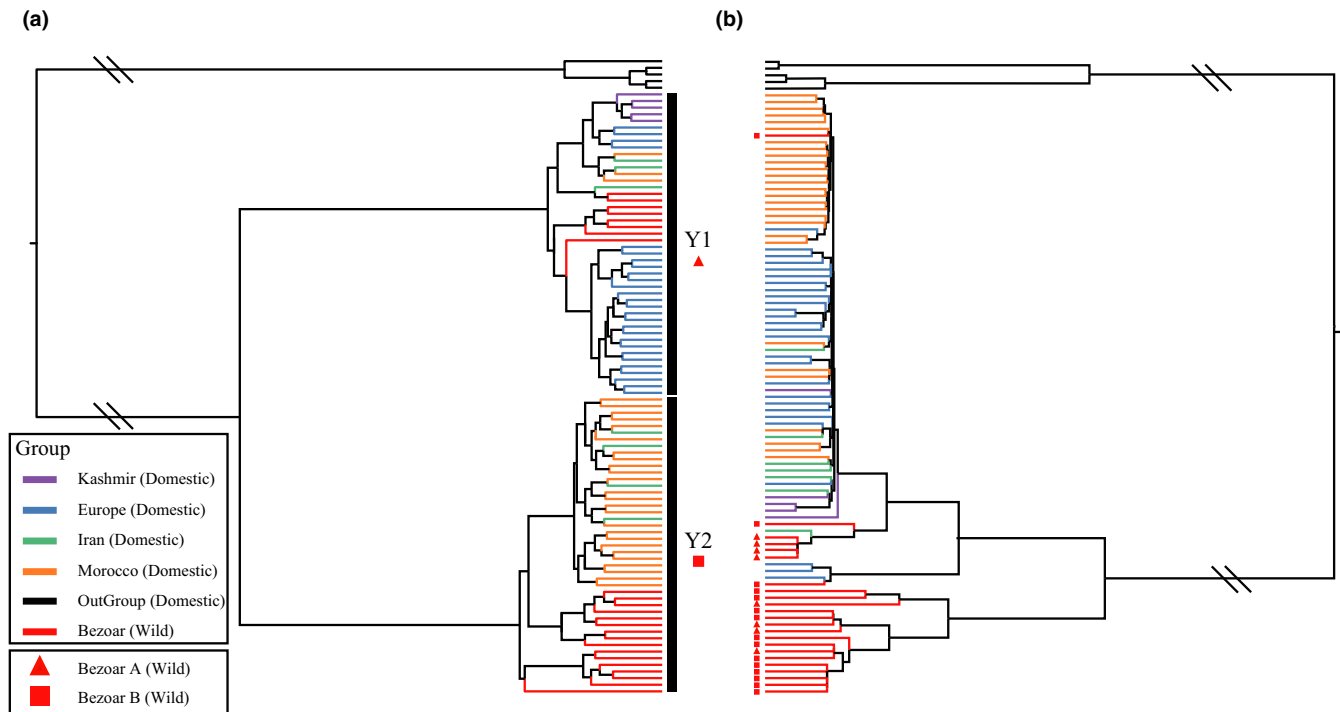 (a)
(b)
Y1
Y2
Group
Kashmir (Domestic)
Europe (Domestic)
Iran (Domestic)
Morocco (Domestic)
OutGroup (Domestic)
Bezoar (Wild)
Bezoar A (Wild)
Bezoar B (Wild)